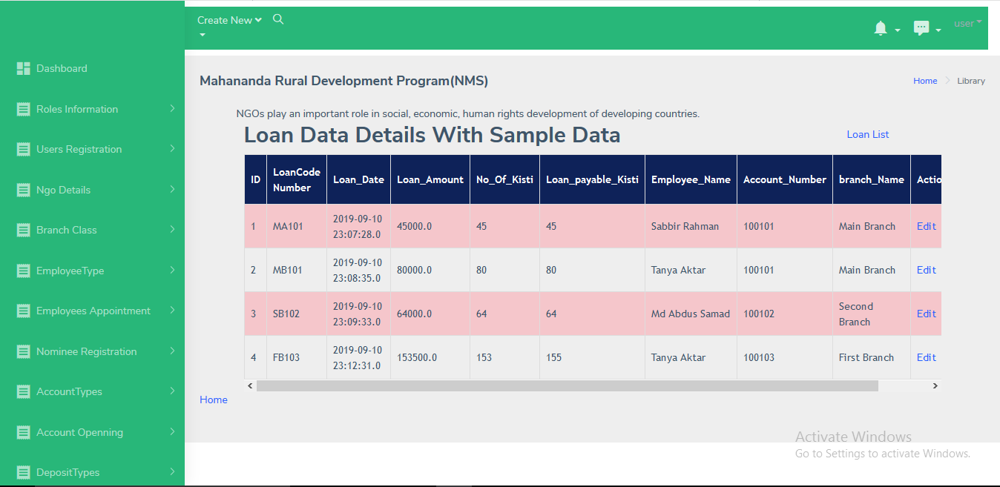 Create New
user
Dashboard
Roles Information
Users Registration
Ngo Details
Branch Class
EmployeeType
Employees Appointment
Nominee Registration
AccountTypes
Account Openning
DepositTypes
Mahananda Rural Development Program(NMS)
Home Library
NGOs play an important role in social, economic, human rights development of developing countries.
Loan Data Details With Sample Data
Loan List
ID LoanCode Number Loan_Date Loan_Amount No_Of_Kisti Loan_payable_Kisti Employee_Name Account_Number branch_Name Actio
1 MA101 2019-09-10 23:07:28.0 45000.0 45 45 Sabbir Rahman 100101 Main Branch Edit
2 MB101 2019-09-10 23:08:35.0 80000.0 80 80 Tanya Aktar 100101 Main Branch Edit
3 SB102 2019-09-10 23:09:33.0 64000.0 64 64 Md Abdus Samad 100102 Second Branch Edit
4 FB103 2019-09-10 23:12:31.0 153500.0 153 155 Tanya Aktar 100103 First Branch Edit
Home
Activate Windows
Go to Settings to activate Windows.